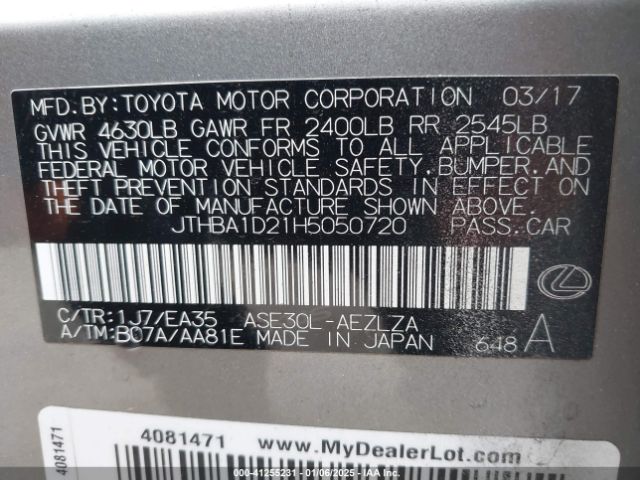 MFD. BY: TOYOTA MOTOR CORPORATION 03/17
GVWR 4630LB GAWR FR 2400LB RR 2545LB
THIS VEHICLE CONFORMS TO ALL APPLICABLE
FEDERAL MOTOR VEHICLE SAFETY, BUMPER, AND
THEFT PREVENTION STANDARDS IN EFFECT ON
THE DATE OF MANUFACTURE SHOWN ABOVE.
JTHBA1D21H5050720 PASS. CAR
C/TR: 1J7/EA35 ASE30L-AEZLZA
A/TM: B07A/AA81E MADE IN JAPAN 648 A
4081471 www.MyDealerLot.com
4081471
000-41255231 - 01/06/2025 - IAA, Inc.